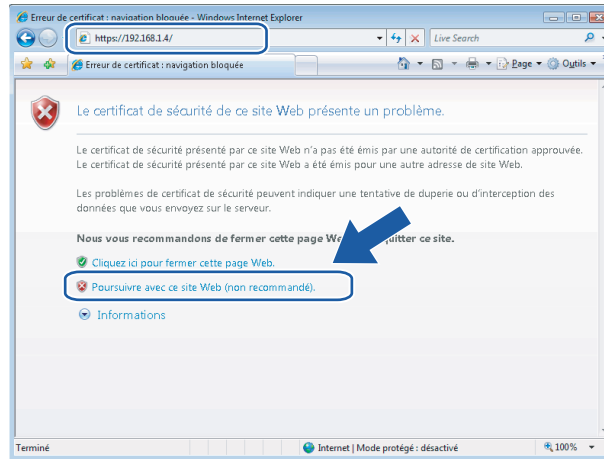 Erreur de certificat : navigation bloquée - Windows Internet Explorer
https://192.168.1.4/
Live Search
Erreur de certificat : navigation bloquée
Page
Outils
Le certificat de sécurité de ce site Web présente un problème.
Le certificat de sécurité présenté par ce site Web n'a pas été émis par une autorité de certification approuvée.
Le certificat de sécurité présenté par ce site Web a été émis pour une autre adresse de site Web.
Les problèmes de certificat de sécurité peuvent indiquer une tentative de duperie ou d'interception des
données que vous envoyez sur le serveur.
Nous vous recommandons de fermer cette page We uitter ce site.
Cliquez ici pour fermer cette page Web.
Poursuivre avec ce site Web (non recommandé).
Informations
Terminé
Internet | Mode protégé : désactivé
100%